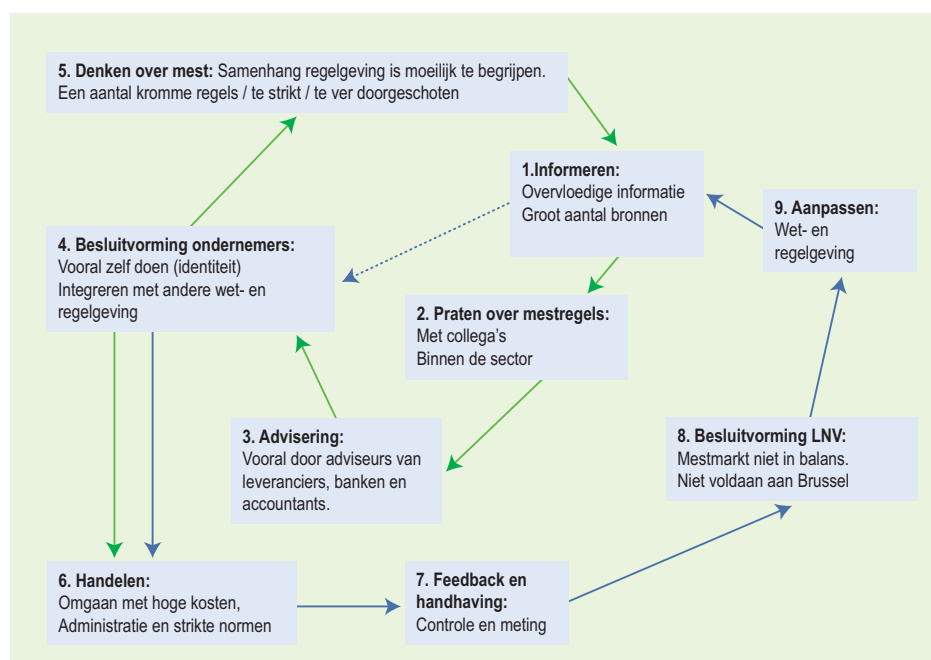 5. Denken over mest: Samenhang regelgeving is moeilijk te begrijpen.
Een aantal kromme regels / te strikt / te ver doorgeschoten
1.Informeren:
Overvloedige informatie
Groot aantal bronnen
9. Aanpassen:
Wet- en
regelgeving
4. Besluitvorming ondernemers:
Vooral zelf doen (identiteit)
Integreren met andere wet- en
regelgeving
2. Praten over mestregels:
Met collega's
Binnen de sector
3. Advisering:
Vooral door adviseurs van
leveranciers, banken en
accountants.
8. Besluitvorming LNV:
Mestmarkt niet in balans.
Niet voldaan aan Brussel
6. Handelen:
Omgaan met hoge kosten,
Administratie en strikte normen
7. Feedback en
handhaving:
Controle en meting